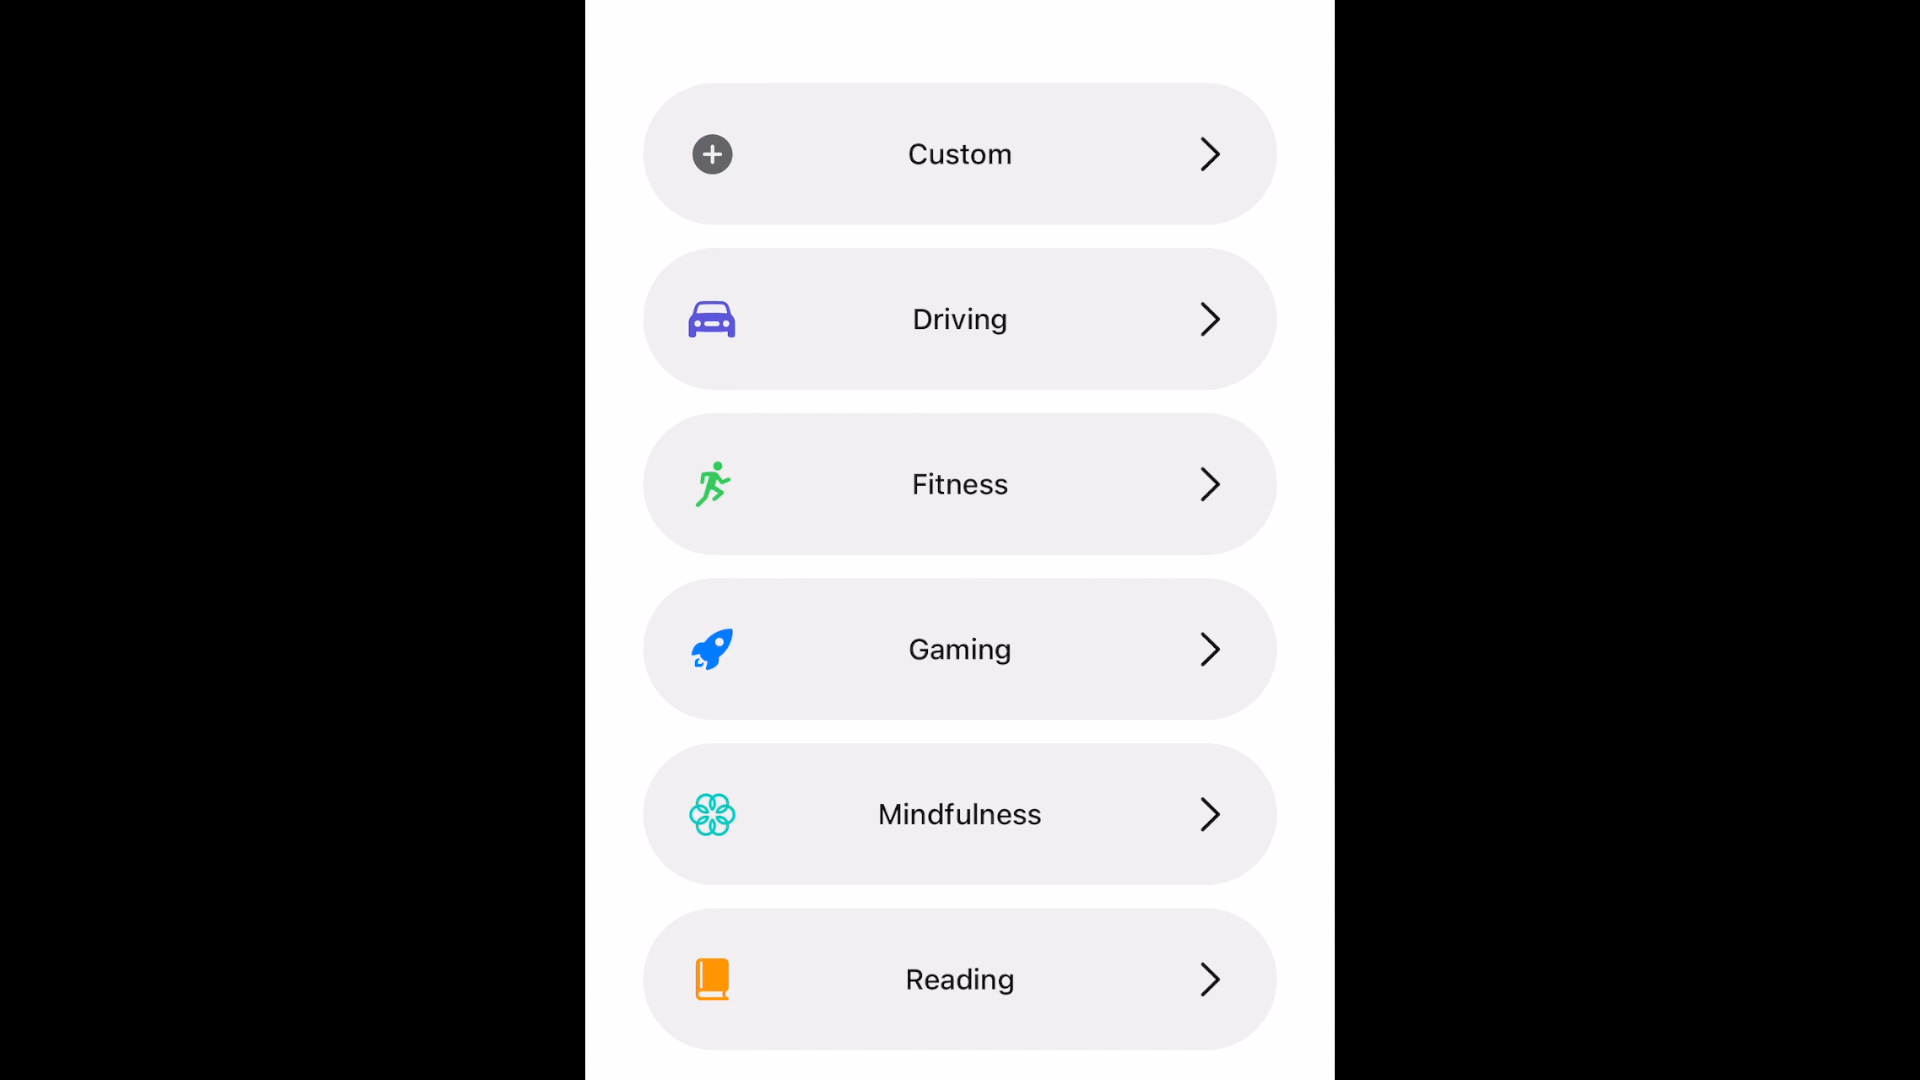 Custom
Driving
Fitness
Gaming
Mindfulness
Reading